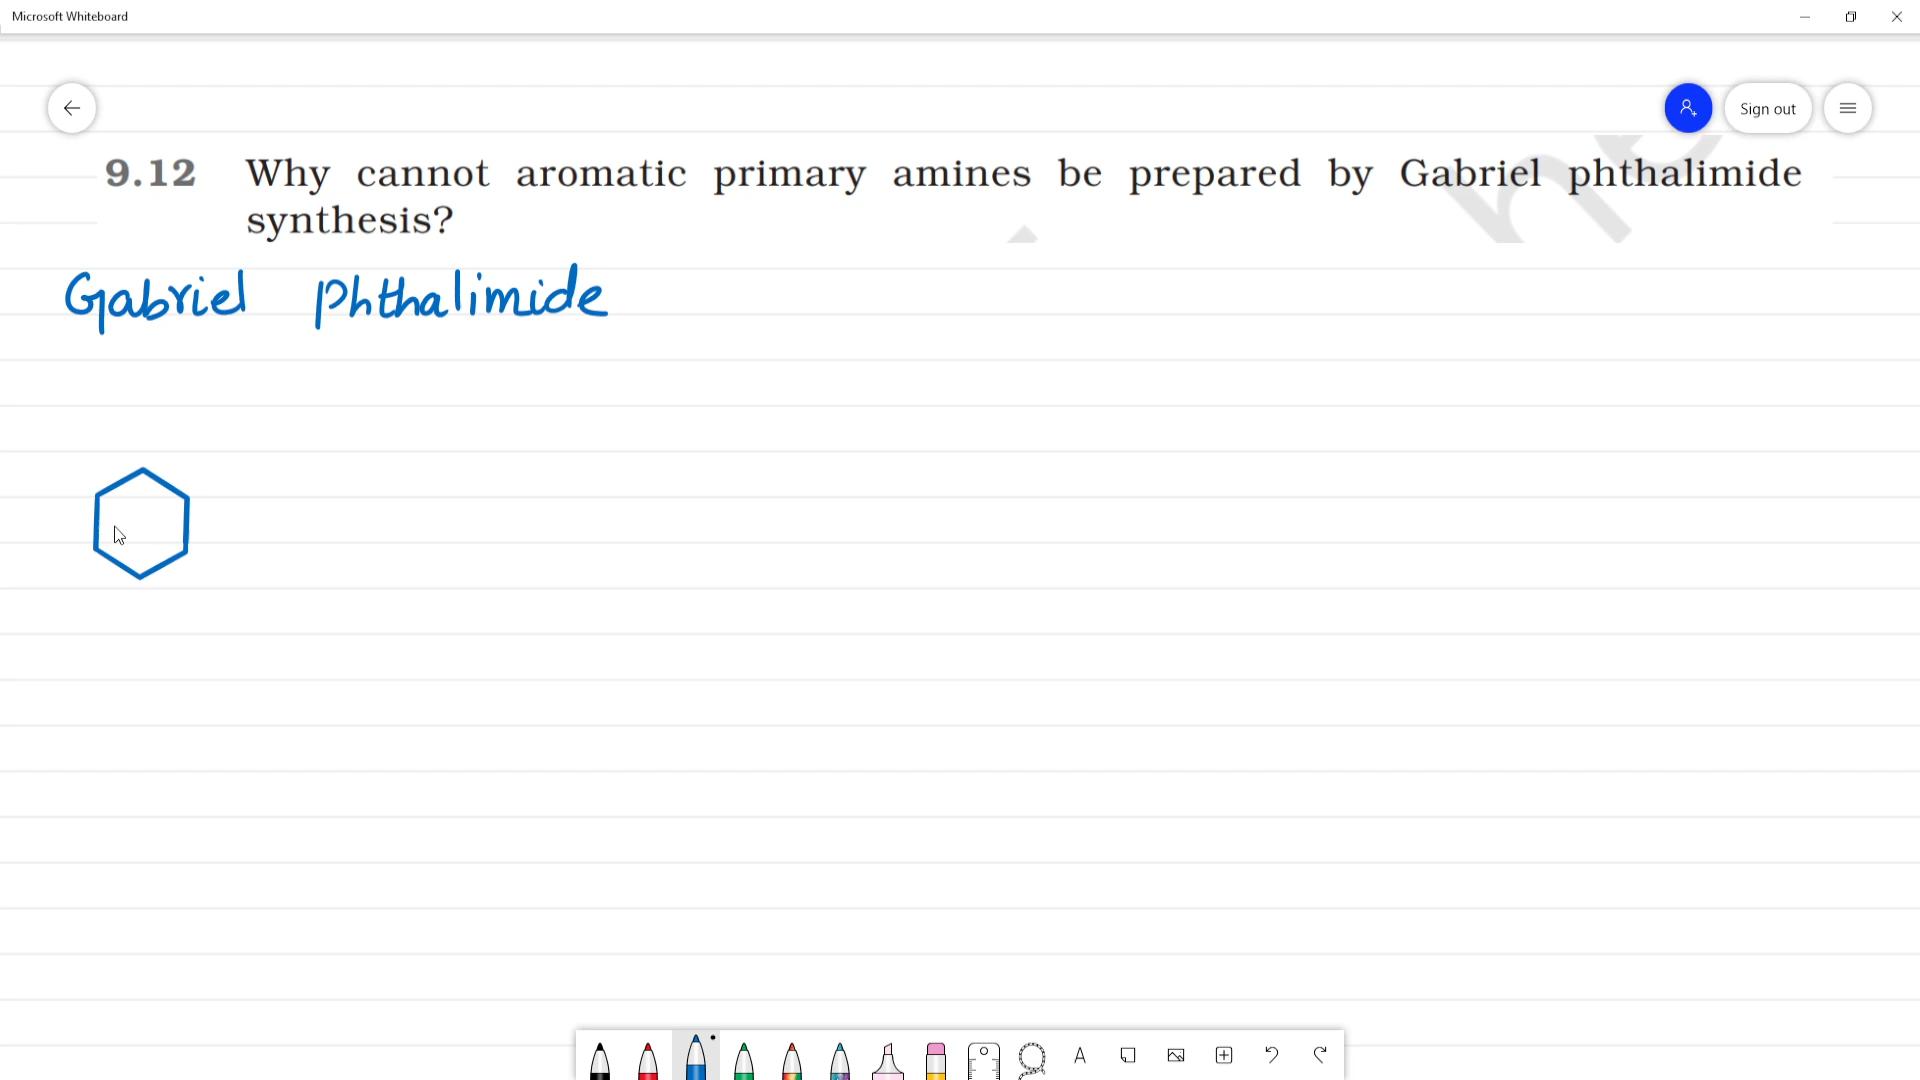 Microsoft Whiteboard
Sign out
9.12 Why cannot aromatic primary amines be prepared by Gabriel phthalimide
synthesis?
Gabriel Phthalimide
A